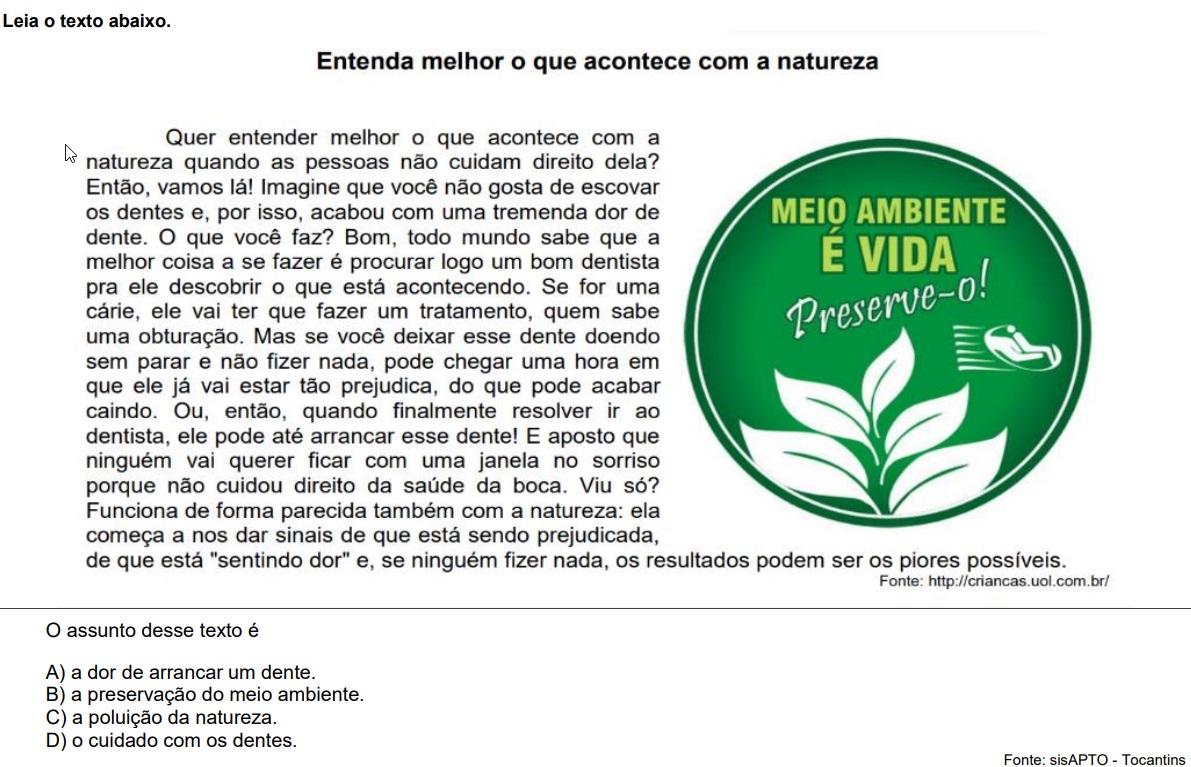 Leia o texto abaixo.
Entenda melhor o que acontece com a natureza
Quer entender melhor o que acontece com a
natureza quando as pessoas não cuidam direito dela?
Então, vamos lá! Imagine que você não gosta de escovar
os dentes e, por isso, acabou com uma tremenda dor de
dente. O que você faz? Bom, todo mundo sabe que a
melhor coisa a se fazer é procurar logo um bom dentista
pra ele descobrir o que está acontecendo. Se for uma
cárie, ele vai ter que fazer um tratamento, quem sabe
uma obturação. Mas se você deixar esse dente doendo
sem parar e não fizer nada, pode chegar uma hora em
que ele já vai estar tão prejudica, do que pode acabar
caindo. Ou, então, quando finalmente resolver ir ao
dentista, ele pode até arrancar esse dente! E aposto que
ninguém vai querer ficar com uma janela no sorriso
porque não cuidou direito da saúde da boca. Viu só?
Funciona de forma parecida também com a natureza: ela
começa a nos dar sinais de que está sendo prejudicada,
de que está "sentindo dor" e, se ninguém fizer nada, os resultados podem ser os piores possíveis.
MEIO AMBIENTE
É VIDA
Preserve-o!
Fonte: http://criancas.uol.com.br/
O assunto desse texto é
A) a dor de arrancar um dente.
B) a preservação do meio ambiente.
C) a poluição da natureza.
D) o cuidado com os dentes.
Fonte: sisAPTO - Tocantins